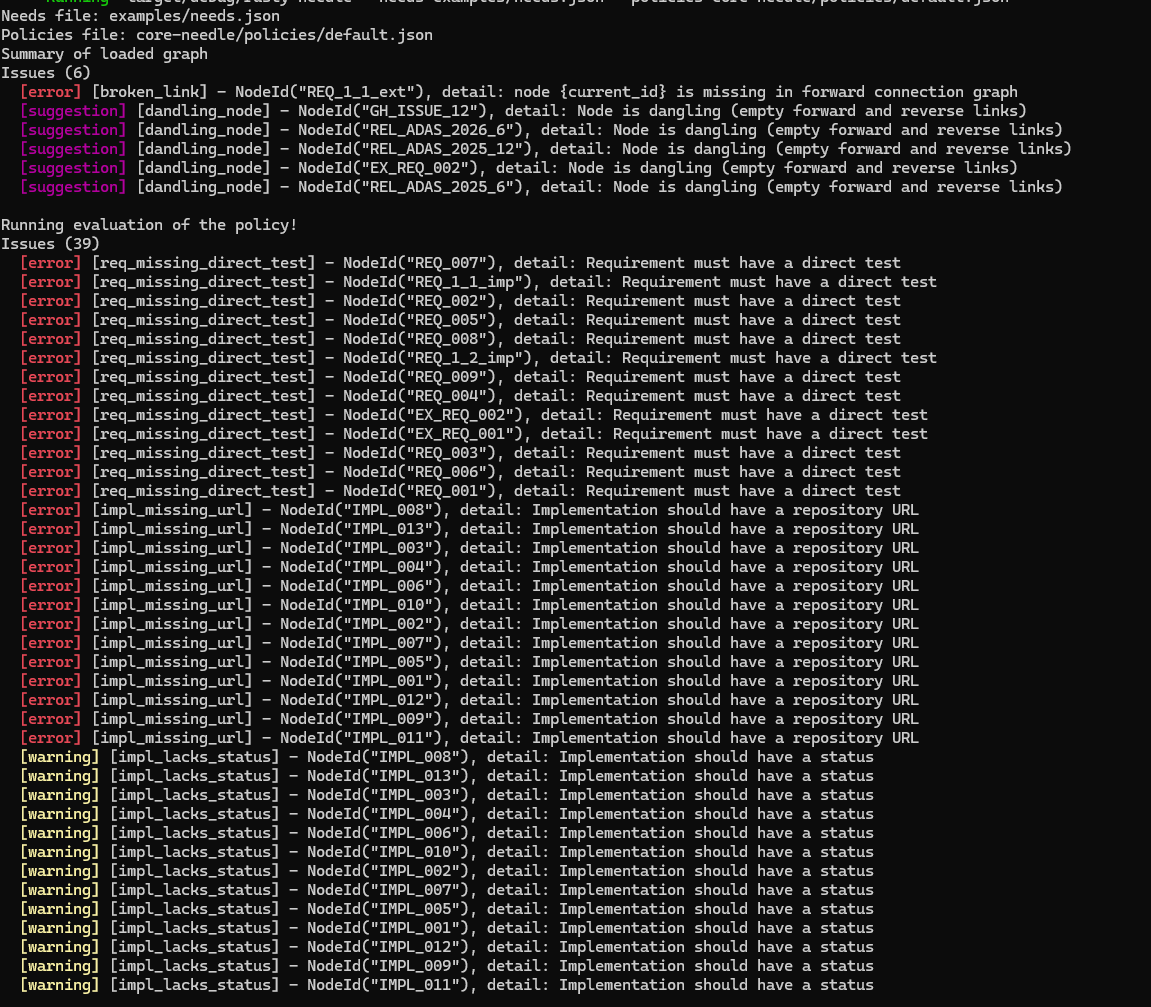 Needs file: examples/needs.json
Policies file: core-needle/policies/default.json
Summary of loaded graph
Issues (6)
[error] [broken_link] — NodeId("REQ_1_1_ext"), detail: node {current_id} is missing in forward connection graph
[suggestion] [dandling_node] — NodeId("GH_ISSUE_12"), detail: Node is dangling (empty forward and reverse links)
[suggestion] [dandling_node] — NodeId("REL_ADAS_2026_6"), detail: Node is dangling (empty forward and reverse links)
[suggestion] [dandling_node] — NodeId("REL_ADAS_2025_12"), detail: Node is dangling (empty forward and reverse links)
[suggestion] [dandling_node] — NodeId("EX_REQ_002"), detail: Node is dangling (empty forward and reverse links)
[suggestion] [dandling_node] — NodeId("REL_ADAS_2025_6"), detail: Node is dangling (empty forward and reverse links)
Running evaluation of the policy!
Issues (39)
[error] [req_missing_direct_test] — NodeId("REQ_007"), detail: Requirement must have a direct test
[error] [req_missing_direct_test] — NodeId("REQ_1_1_imp"), detail: Requirement must have a direct test
[error] [req_missing_direct_test] — NodeId("REQ_002"), detail: Requirement must have a direct test
[error] [req_missing_direct_test] — NodeId("REQ_005"), detail: Requirement must have a direct test
[error] [req_missing_direct_test] — NodeId("REQ_008"), detail: Requirement must have a direct test
[error] [req_missing_direct_test] — NodeId("REQ_1_2_imp"), detail: Requirement must have a direct test
[error] [req_missing_direct_test] — NodeId("REQ_009"), detail: Requirement must have a direct test
[error] [req_missing_direct_test] — NodeId("REQ_004"), detail: Requirement must have a direct test
[error] [req_missing_direct_test] — NodeId("EX_REQ_002"), detail: Requirement must have a direct test
[error] [req_missing_direct_test] — NodeId("EX_REQ_001"), detail: Requirement must have a direct test
[error] [req_missing_direct_test] — NodeId("REQ_003"), detail: Requirement must have a direct test
[error] [req_missing_direct_test] — NodeId("REQ_006"), detail: Requirement must have a direct test
[error] [req_missing_direct_test] — NodeId("REQ_001"), detail: Requirement must have a direct test
[error] [impl_missing_url] — NodeId("IMPL_008"), detail: Implementation should have a repository URL
[error] [impl_missing_url] — NodeId("IMPL_013"), detail: Implementation should have a repository URL
[error] [impl_missing_url] — NodeId("IMPL_003"), detail: Implementation should have a repository URL
[error] [impl_missing_url] — NodeId("IMPL_004"), detail: Implementation should have a repository URL
[error] [impl_missing_url] — NodeId("IMPL_006"), detail: Implementation should have a repository URL
[error] [impl_missing_url] — NodeId("IMPL_010"), detail: Implementation should have a repository URL
[error] [impl_missing_url] — NodeId("IMPL_002"), detail: Implementation should have a repository URL
[error] [impl_missing_url] — NodeId("IMPL_007"), detail: Implementation should have a repository URL
[error] [impl_missing_url] — NodeId("IMPL_005"), detail: Implementation should have a repository URL
[error] [impl_missing_url] — NodeId("IMPL_001"), detail: Implementation should have a repository URL
[error] [impl_missing_url] — NodeId("IMPL_012"), detail: Implementation should have a repository URL
[error] [impl_missing_url] — NodeId("IMPL_009"), detail: Implementation should have a repository URL
[error] [impl_missing_url] — NodeId("IMPL_011"), detail: Implementation should have a repository URL
[warning] [impl_lacks_status] — NodeId("IMPL_008"), detail: Implementation should have a status
[warning] [impl_lacks_status] — NodeId("IMPL_013"), detail: Implementation should have a status
[warning] [impl_lacks_status] — NodeId("IMPL_003"), detail: Implementation should have a status
[warning] [impl_lacks_status] — NodeId("IMPL_004"), detail: Implementation should have a status
[warning] [impl_lacks_status] — NodeId("IMPL_006"), detail: Implementation should have a status
[warning] [impl_lacks_status] — NodeId("IMPL_010"), detail: Implementation should have a status
[warning] [impl_lacks_status] — NodeId("IMPL_002"), detail: Implementation should have a status
[warning] [impl_lacks_status] — NodeId("IMPL_007"), detail: Implementation should have a status
[warning] [impl_lacks_status] — NodeId("IMPL_005"), detail: Implementation should have a status
[warning] [impl_lacks_status] — NodeId("IMPL_001"), detail: Implementation should have a status
[warning] [impl_lacks_status] — NodeId("IMPL_012"), detail: Implementation should have a status
[warning] [impl_lacks_status] — NodeId("IMPL_009"), detail: Implementation should have a status
[warning] [impl_lacks_status] — NodeId("IMPL_011"), detail: Implementation should have a status